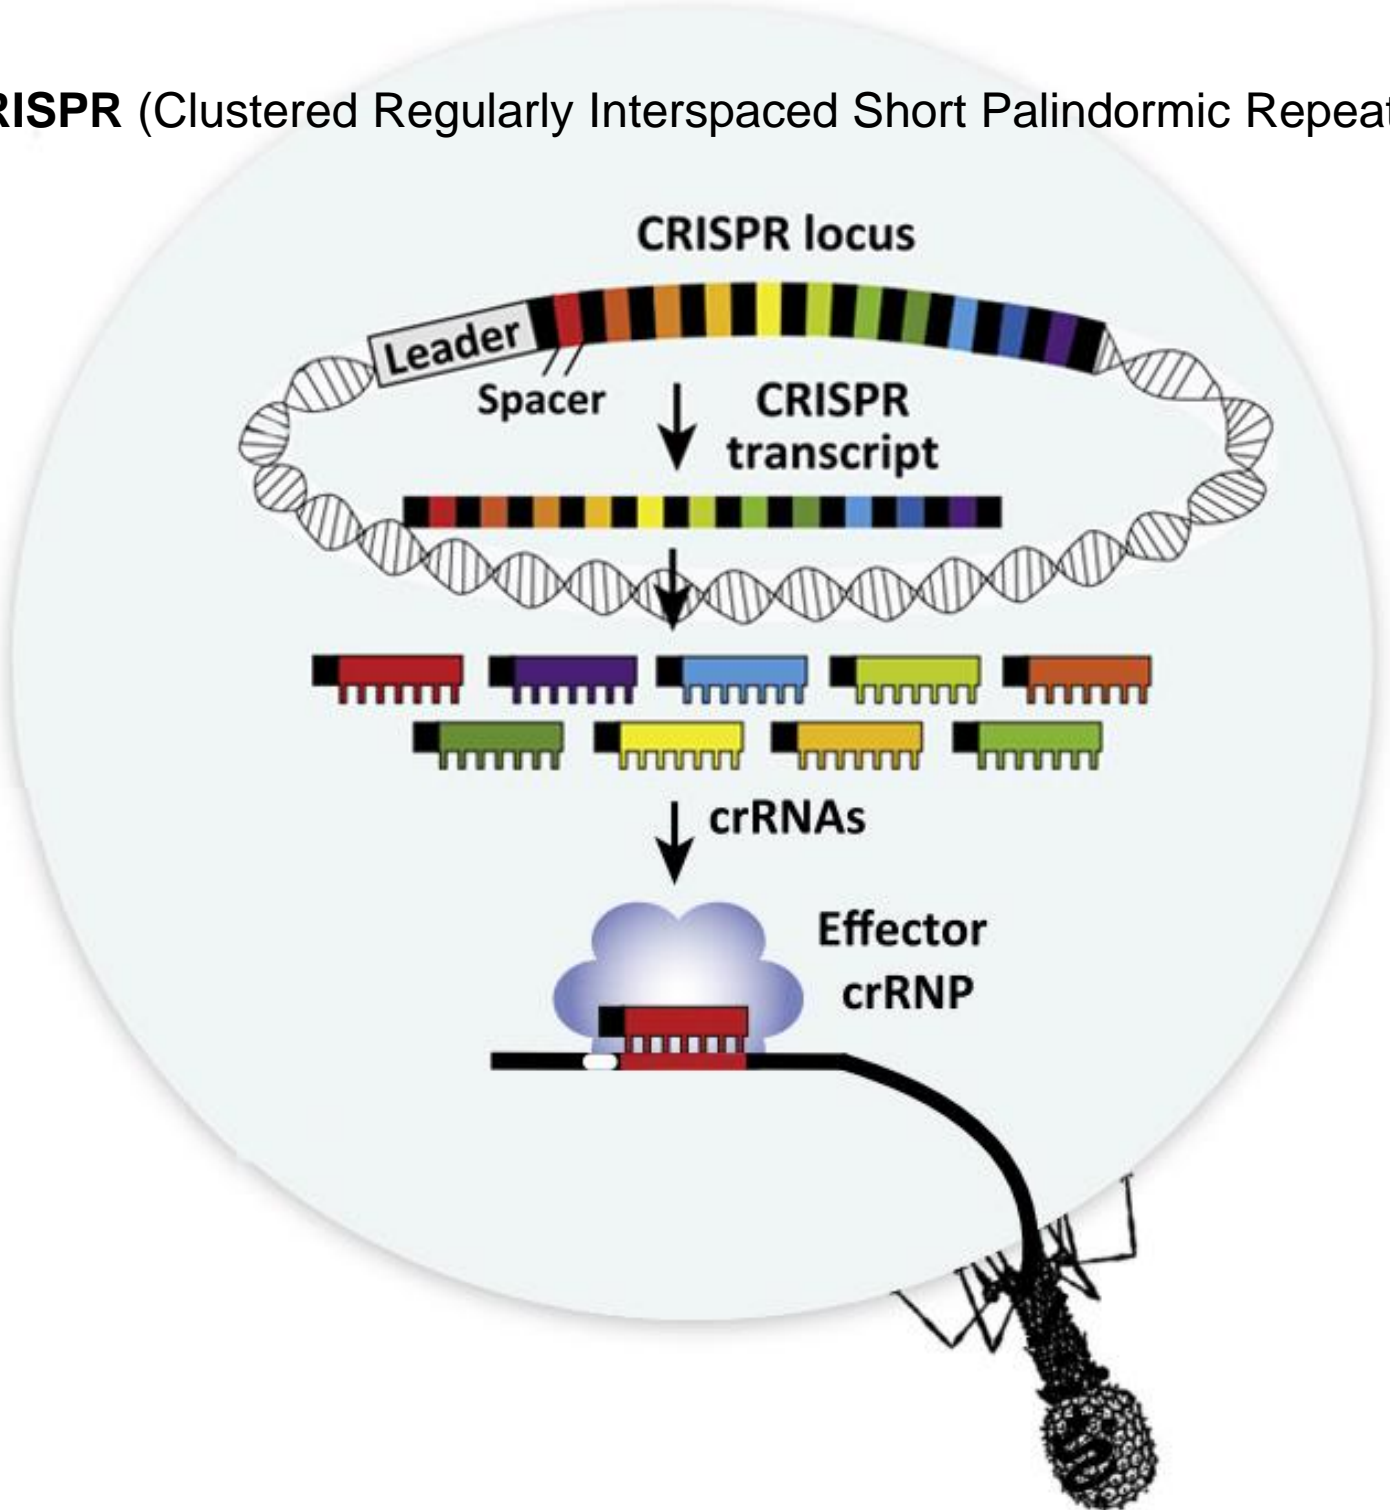 RISPR (Clustered Regularly Interspaced Short Palindormic Repeat
CRISPR locus
Leader
Spacer
CRISPR
transcript
crRNAs
Effector
crRNP